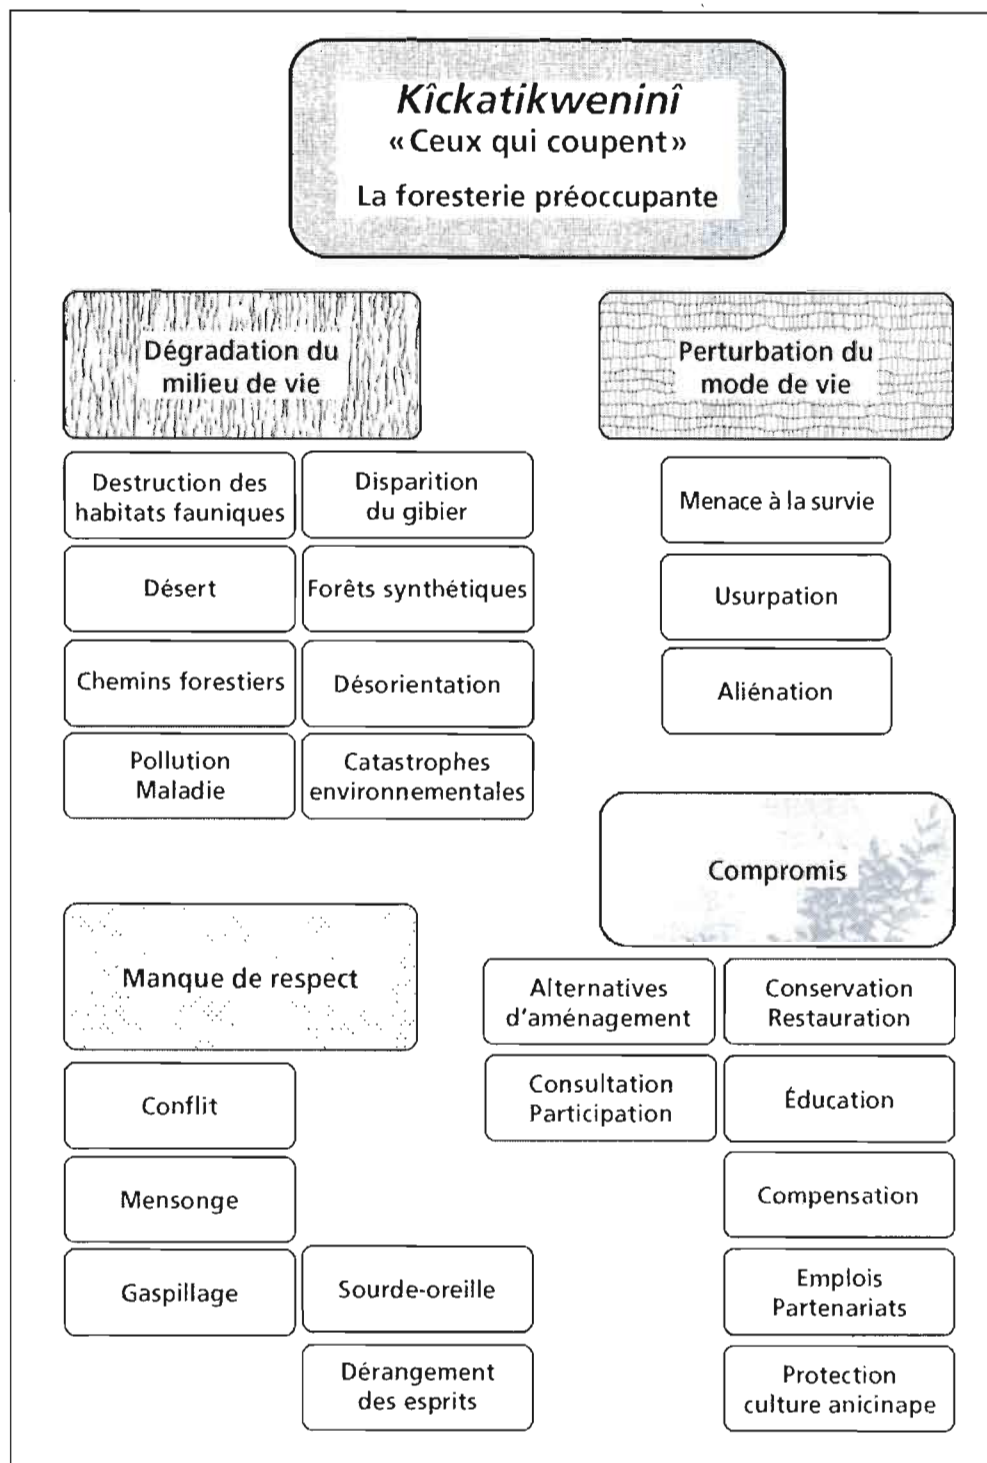 Kîckatikweninî
« Ceux qui coupent »
La foresterie préoccupante
Dégradation du
milieu de vie
Destruction des
habitats fauniques
Disparition
du gibier
Désert
Forêts synthétiques
Chemins forestiers
Désorientation
Pollution
Maladie
Catastrophes
environnementales
Perturbation du
mode de vie
Menace à la survie
Usurpation
Aliénation
Manque de respect
Conflit
Mensonge
Gaspillage
Sourde-oreille
Dérangement
des esprits
Compromis
Alternatives
d'aménagement
Conservation
Restauration
Consultation
Participation
Éducation
Compensation
Emplois
Partenariats
Protection
culture anicinape